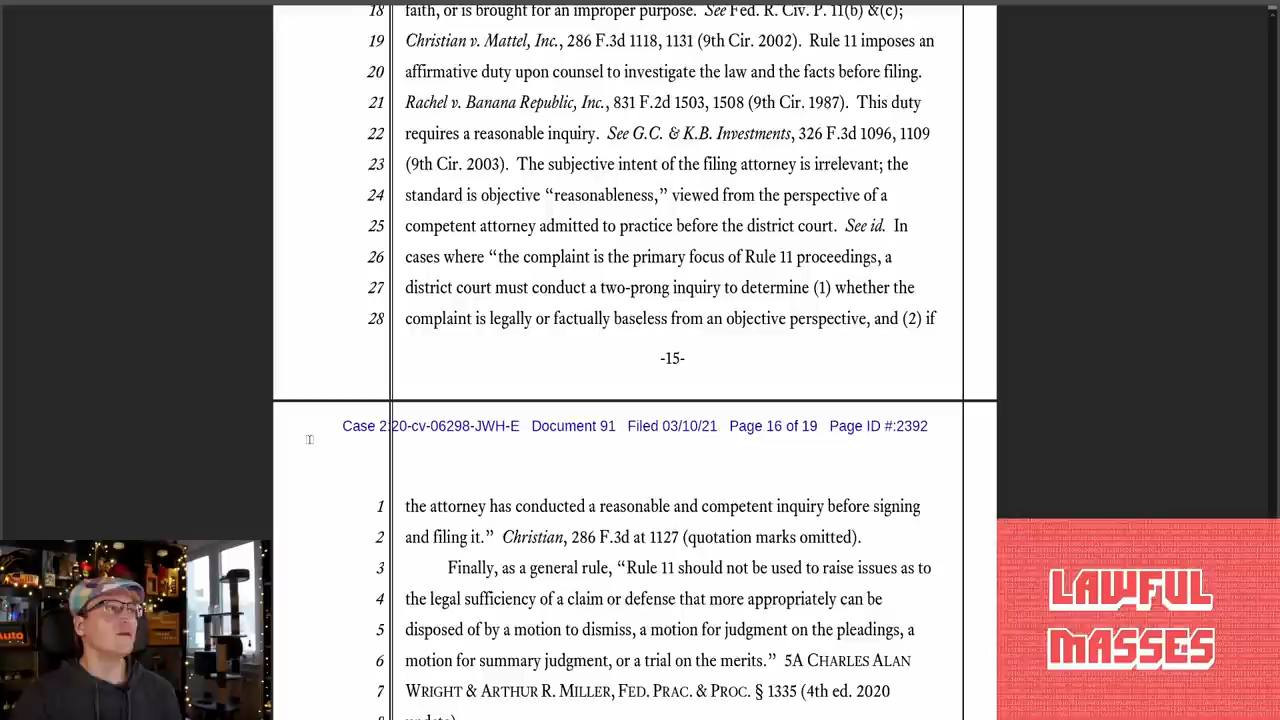 18 faith, or is brought for an improper purpose. See Fed. R. Civ. P. 11(b) &(c);
19 Christian v. Mattel, Inc., 286 F.3d 1118, 1131 (9th Cir. 2002). Rule 11 imposes an
20 affirmative duty upon counsel to investigate the law and the facts before filing.
21 Rachel v. Banana Republic, Inc., 831 F.2d 1503, 1508 (9th Cir. 1987). This duty
22 requires a reasonable inquiry. See G.C. & K.B. Investments, 326 F.3d 1096, 1109
23 (9th Cir. 2003). The subjective intent of the filing attorney is irrelevant; the
24 standard is objective “reasonableness,” viewed from the perspective of a
25 competent attorney admitted to practice before the district court. See id. In
26 cases where “the complaint is the primary focus of Rule 11 proceedings, a
27 district court must conduct a two-prong inquiry to determine (1) whether the
28 complaint is legally or factually baseless from an objective perspective, and (2) if
-15-
Case 2:20-cv-06298-JWH-E Document 91 Filed 03/10/21 Page 16 of 19 Page ID #:2392
1 the attorney has conducted a reasonable and competent inquiry before signing
2 and filing it.” Christian, 286 F.3d at 1127 (quotation marks omitted).
3 Finally, as a general rule, “Rule 11 should not be used to raise issues as to
4 the legal sufficiency of a claim or defense that more appropriately can be
5 disposed of by a motion to dismiss, a motion for judgment on the pleadings, a
6 motion for summary judgment, or a trial on the merits.” 5A CHARLES ALAN
7 WRIGHT & ARTHUR R. MILLER, FED. PRAC. & PROC. § 1335 (4th ed. 2020
LAWFUL
MASSES